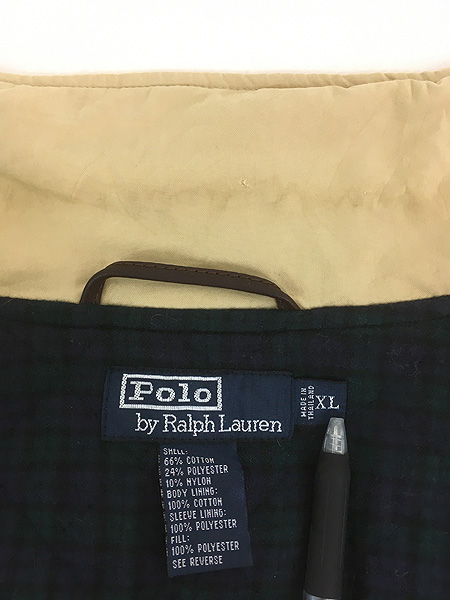 Polo
by Ralph Lauren
MADE IN
THAILAND
XL
SHELL:
66% COTTON
24% POLYESTER
10% NYLON
BODY LINING:
100% COTTON
SLEEVE LINING:
100% POLYESTER
FILL:
100% POLYESTER
SEE REVERSE